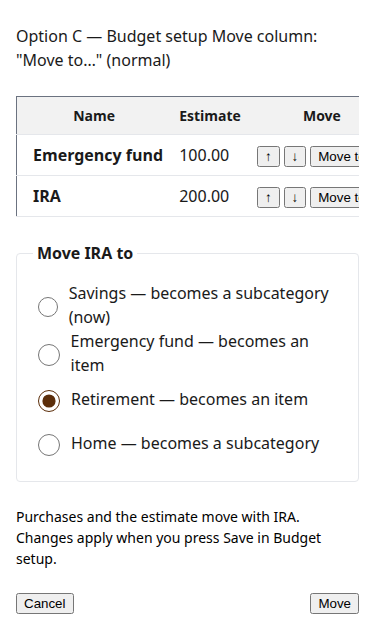 Option C — Budget setup Move column:
"Move to…" (normal)
Name Estimate Move
Emergency fund 100.00 ↑ ↓ Move t
IRA 200.00 ↑ ↓ Move t
Move IRA to
Savings — becomes a subcategory
(now)
Emergency fund — becomes an
item
Retirement — becomes an item
Home — becomes a subcategory
Purchases and the estimate move with IRA.
Changes apply when you press Save in Budget
setup.
Cancel Move